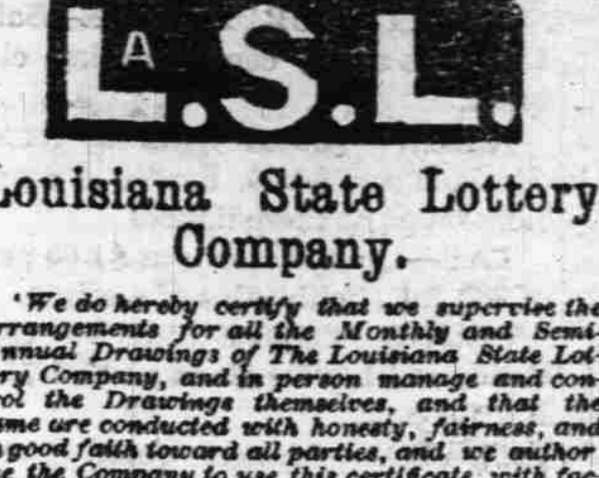 LA.S.L.
Louisiana State Lottery
Company.
'We do hereby certify that we supervise the
rrangements for all the Monthly and Semi-
nnual Drawings of The Louisiana State Lot-
ry Company, and in person manage and con-
ol the Drawings themselves, and that the
me are conducted with honesty, fairness, and
good faith toward all parties, and we author
e the Company to use this certificate, with fac-